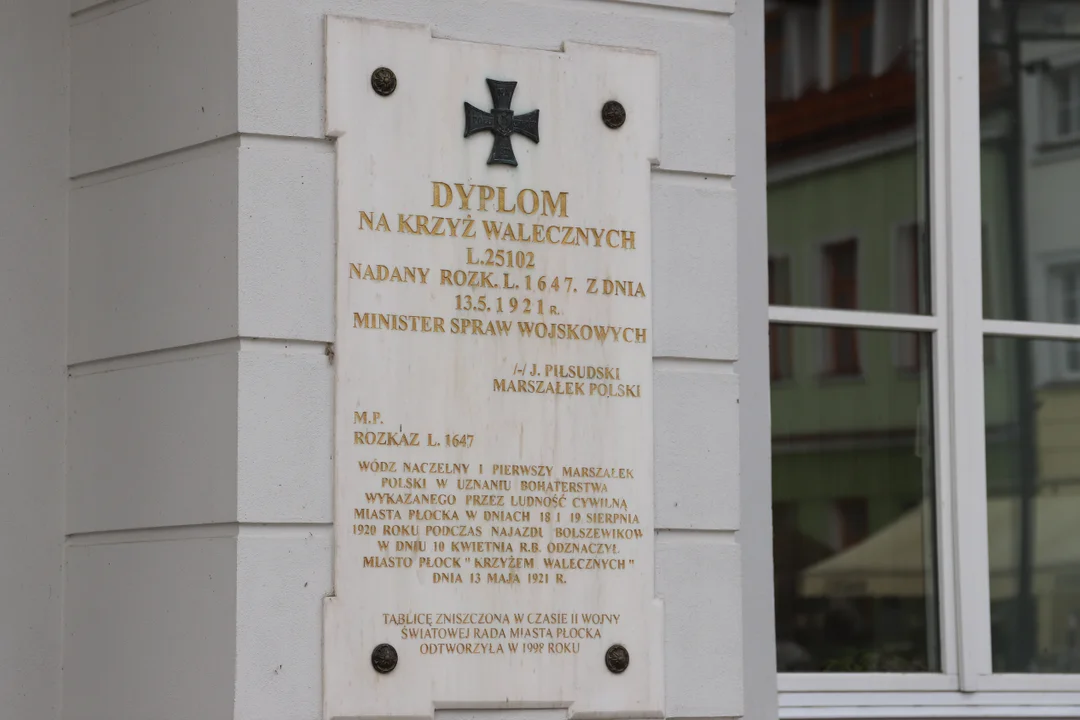 DYPLOM
NA KRZYŻ WALECZNYCH
L.25102
NADANY ROZK. L. 1647. Z DNIA
13.5. 1921 R.
MINISTER SPRAW WOJSKOWYCH
/-/ J. PIŁSUDSKI
MARSZAŁEK POLSKI
M.P.
ROZKAZ L. 1647
WÓDZ NACZELNY I PIERWSZY MARSZAŁEK
POLSKI W UZNANIU BOHATERSTWA
WYKAZANEGO PRZEZ LUDNOŚĆ CYWILNĄ
MIASTA PŁOCKA W DNIACH 18 I 19 SIERPNIA
1920 ROKU PODCZAS NAJAZDU BOLSZEWIKÓW
W DNIU 10 KWIETNIA R.B. ODZNACZYŁ
MIASTO PŁOCK " KRZYŻEM WALECZNYCH "
DNIA 13 MAJA 1921 R.
TABLICĘ ZNISZCZONĄ W CZASIE II WOJNY
ŚWIATOWEJ RADA MIASTA PŁOCKA
ODTWORZYŁA W 1998 ROKU